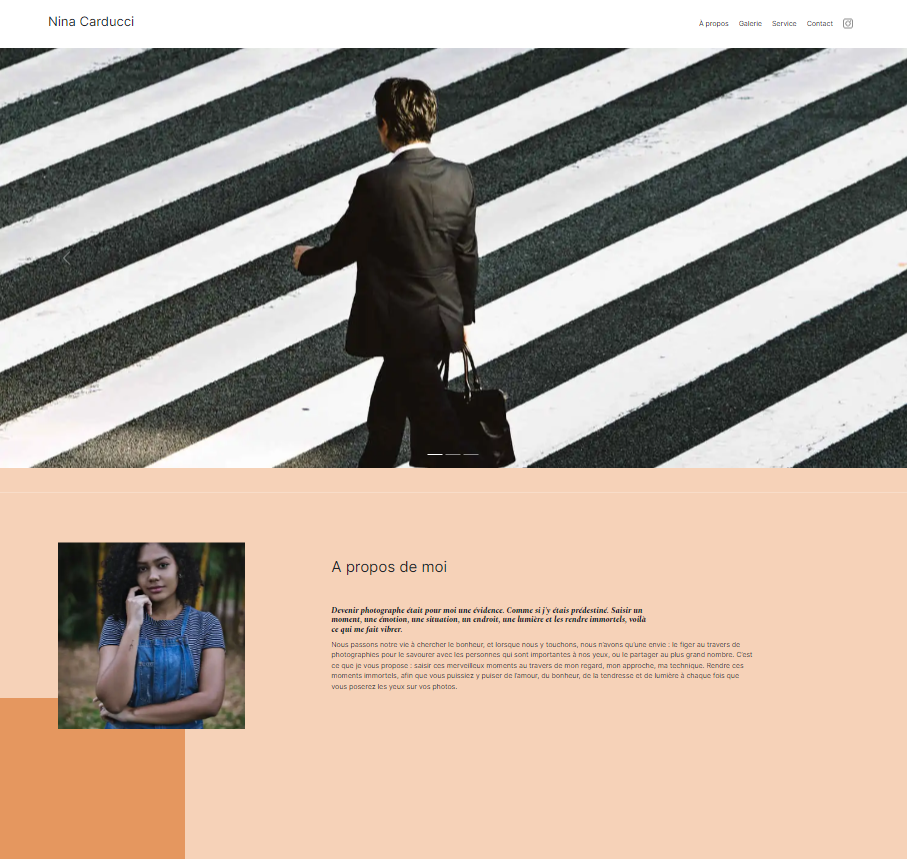 Nina Carducci
À propos Galerie Service Contact
A propos de moi
Devenir photographe était pour moi une évidence. Comme si j'y étais prédestiné. Saisir un
moment, une émotion, une situation, un endroit, une lumière et les rendre immortels, voilà
ce qui me fait vibrer.
Nous passons notre vie à chercher le bonheur, et lorsque nous y touchons, nous n'avons qu'une envie : le figer au travers de
photographies pour le savourer avec les personnes qui sont importantes à nos yeux, ou le partager au plus grand nombre. C'est
ce que je vous propose : saisir ces merveilleux moments au travers de mon regard, mon approche, ma technique. Rendre ces
moments immortels, afin que vous puissiez y puiser de l'amour, du bonheur, de la tendresse et de lumière à chaque fois que
vous poserez les yeux sur vos photos.